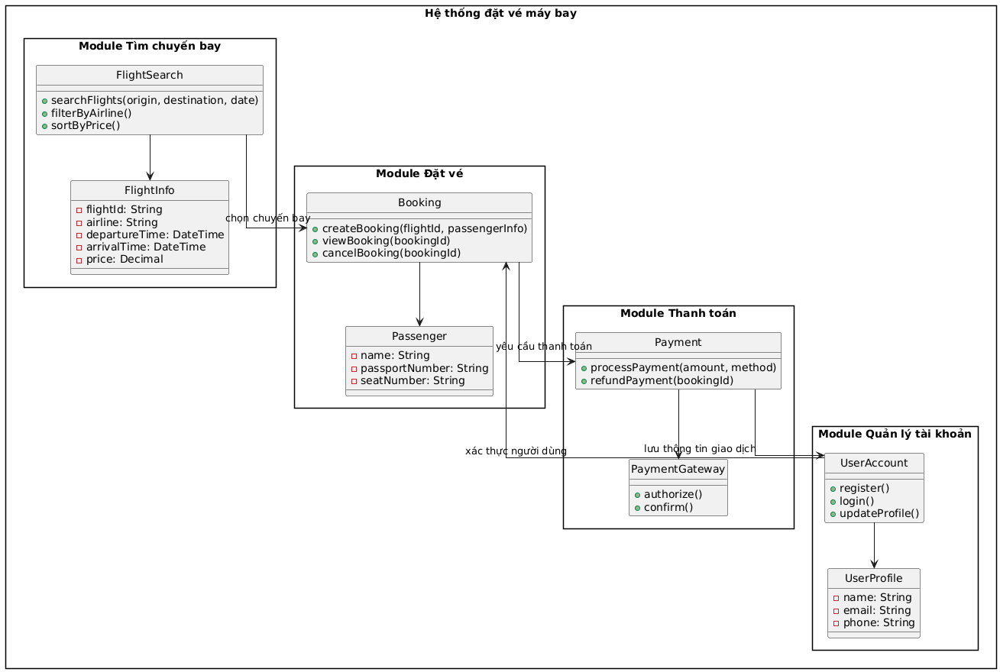 Hệ thống đặt vé máy bay
Module Tìm chuyến bay
FlightSearch
searchFlights(origin, destination, date)
filterByAirline()
sortByPrice()
FlightInfo
flightId: String
airline: String
departureTime: DateTime
arrivalTime: DateTime
price: Decimal
chọn chuyến bay
Module Đặt vé
Booking
createBooking(flightId, passengerInfo)
viewBooking(bookingId)
cancelBooking(bookingId)
Passenger
name: String
passportNumber: String
seatNumber: String
yêu cầu thanh toán
xác thực người dùng
Module Thanh toán
Payment
processPayment(amount, method)
refundPayment(bookingId)
lưu thông tin giao dịch
PaymentGateway
authorize()
confirm()
Module Quản lý tài khoản
UserAccount
register()
login()
updateProfile()
UserProfile
name: String
email: String
phone: String